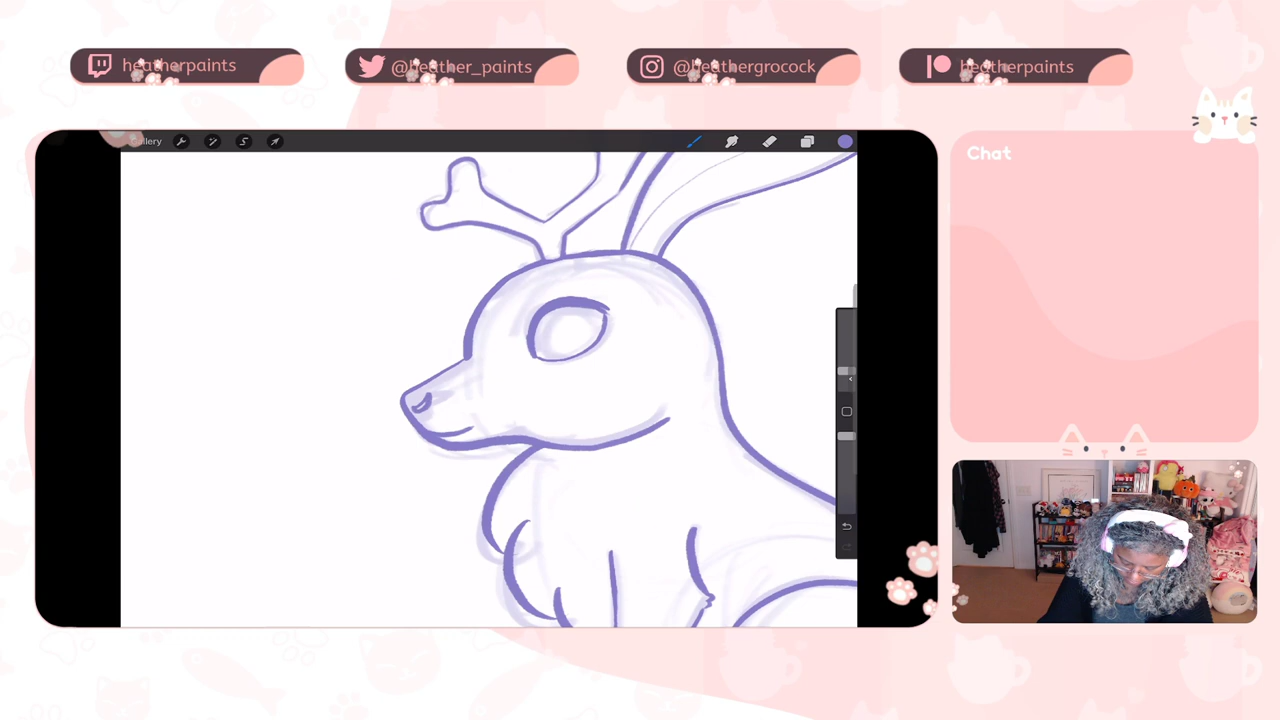 heatherpaints
@heather_paints
@heathergrocock
heatherpaints
Gallery
Chat